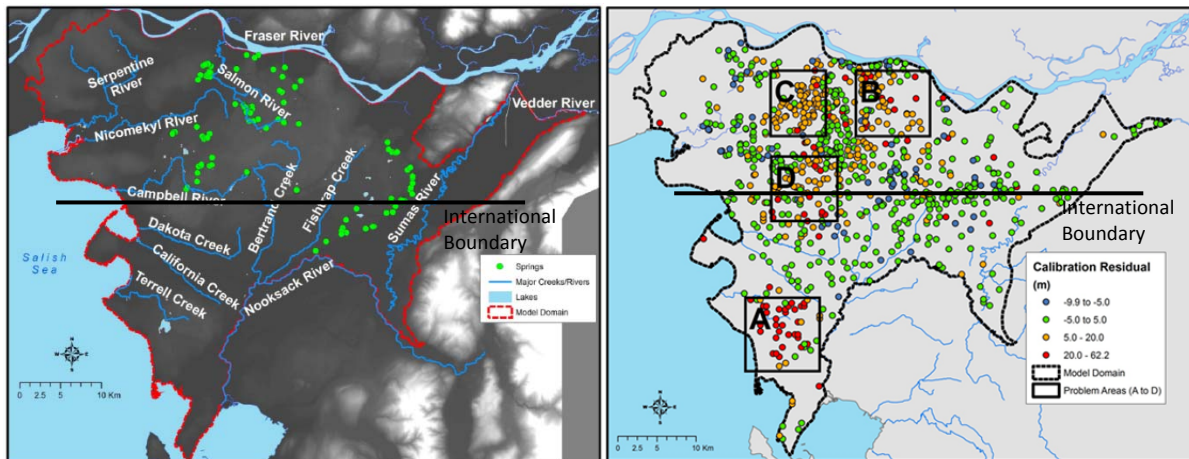 Fraser River
Serpentine
River
Salmon River
Vedder River
Nicomekyl River
Campbell River
Bertrand Creek
Fishtrap Creek
Sumas River
International
Boundary
Dakota Creek
California Creek
Terrell Creek
Nooksack River
Salish
Sea
Springs
Major Creeks/Rivers
Lakes
Model Domain
N
W E
S
0 2.5 5 10 Km
C
B
D
A
International
Boundary
Calibration Residual
(m)
-9.9 to -5.0
-5.0 to 5.0
5.0 - 20.0
20.0 - 62.2
Model Domain
Problem Areas (A to D)
N
W E
S
0 2.5 5 10 Km